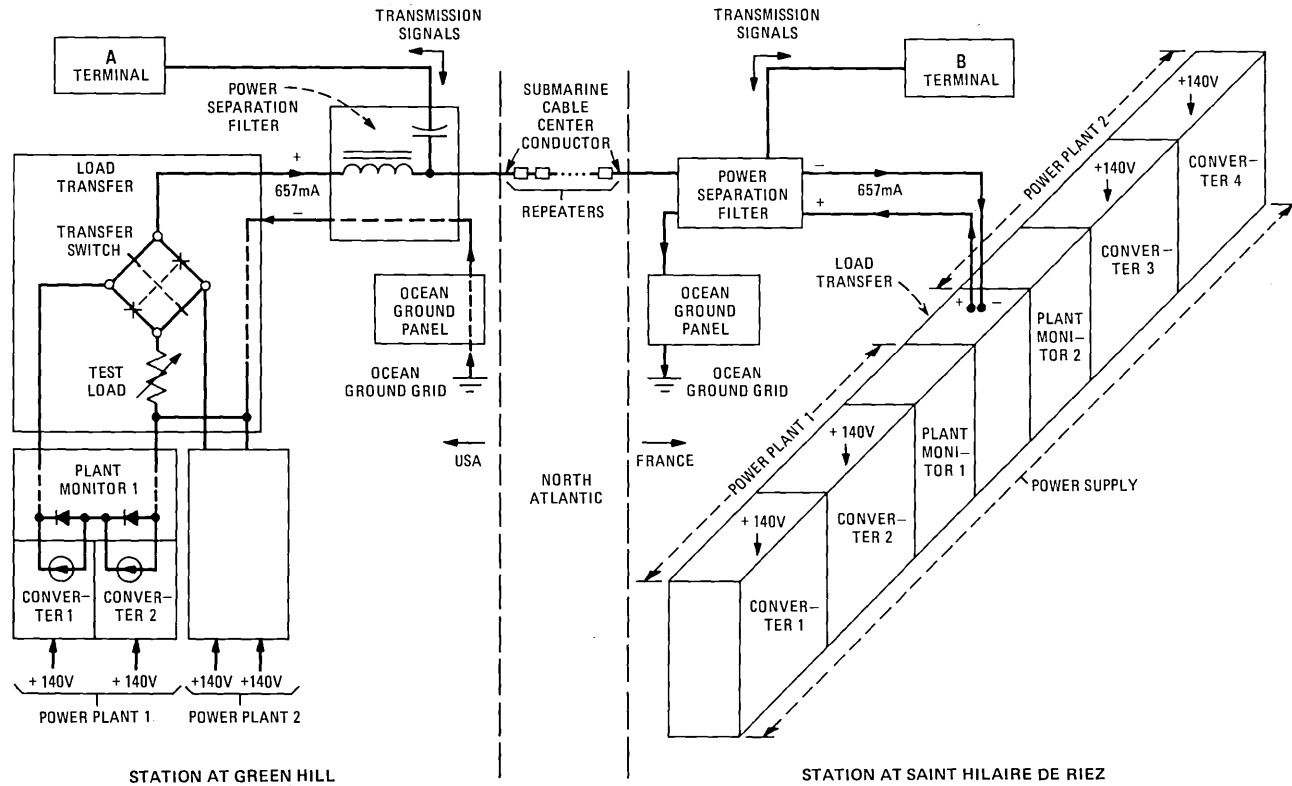 TRANSMISSION
SIGNALS
A
TERMINAL
POWER
SEPARATION
FILTER
LOAD
TRANSFER
+
657mA
−
TRANSFER
SWITCH
TEST
LOAD
OCEAN
GROUND
PANEL
OCEAN
GROUND GRID
PLANT
MONITOR 1
CONVER-
TER 1
CONVER-
TER 2
+140V
+140V
+140V
+140V
POWER PLANT 1
POWER PLANT 2
STATION AT GREEN HILL
SUBMARINE
CABLE
CENTER
CONDUCTOR
REPEATERS
USA
NORTH
ATLANTIC
FRANCE
TRANSMISSION
SIGNALS
B
TERMINAL
POWER
SEPARATION
FILTER
−
657mA
+
OCEAN
GROUND
PANEL
OCEAN
GROUND GRID
LOAD
TRANSFER
+
−
POWER PLANT 2
+140V
CONVER-
TER 4
+140V
CONVER-
TER 3
PLANT
MONI-
TOR 2
POWER PLANT 1
PLANT
MONI-
TOR 1
+140V
CONVER-
TER 2
+140V
CONVER-
TER 1
POWER SUPPLY
STATION AT SAINT HILAIRE DE RIEZ